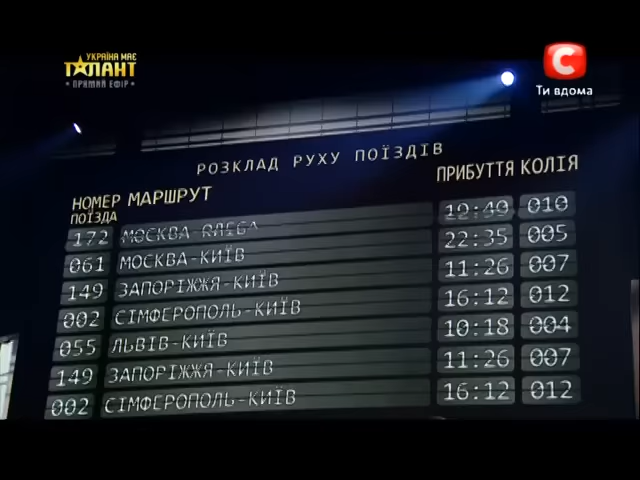 УКРАЇНА МАЄ
ТАЛАНТ
ПРЯМИЙ ЕФІР
С
Ти вдома
РОЗКЛАД РУХУ ПОЇЗДІВ
НОМЕР ПОЇЗДА МАРШРУТ ПРИБУТТЯ КОЛІЯ
172 МОСКВА 010
061 МОСКВА-КИЇВ 22:35 005
149 ЗАПОРІЖЖЯ-КИЇВ 11:26 007
002 СІМФЕРОПОЛЬ-КИЇВ 16:12 012
055 ЛЬВІВ-КИЇВ 10:18 004
149 ЗАПОРІЖЖЯ-КИЇВ 11:26 007
002 СІМФЕРОПОЛЬ-КИЇВ 16:12 012